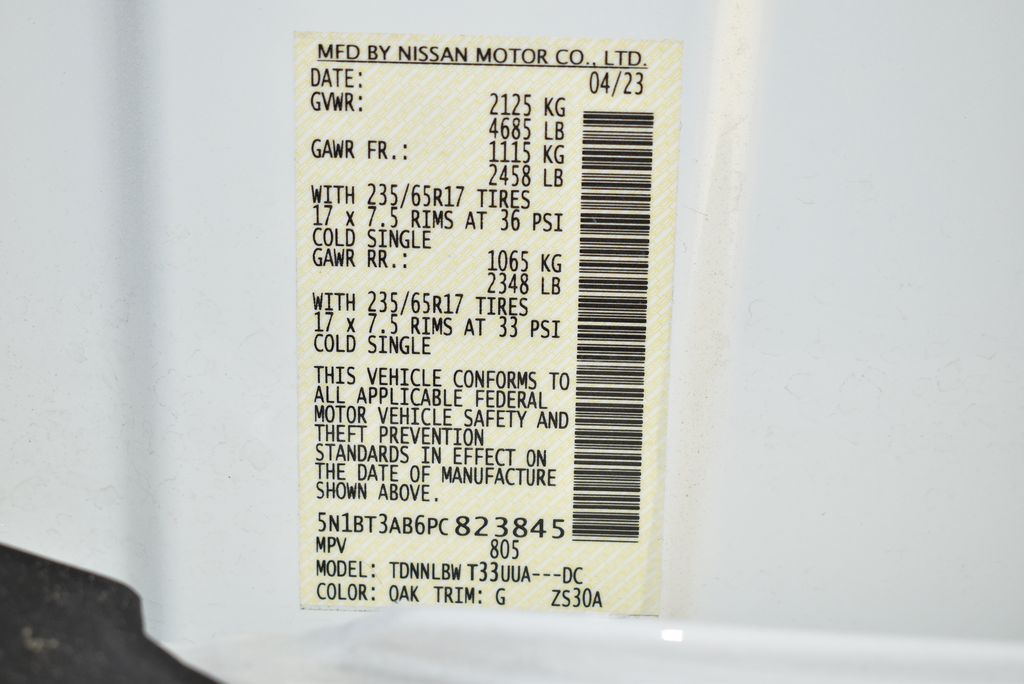 MFD BY NISSAN MOTOR CO., LTD.
DATE: 04/23
GVWR: 2125 KG
4685 LB
GAWR FR.: 1115 KG
2458 LB
WITH 235/65R17 TIRES
17 x 7.5 RIMS AT 36 PSI
COLD SINGLE
GAWR RR.: 1065 KG
2348 LB
WITH 235/65R17 TIRES
17 x 7.5 RIMS AT 33 PSI
COLD SINGLE
THIS VEHICLE CONFORMS TO
ALL APPLICABLE FEDERAL
MOTOR VEHICLE SAFETY AND
THEFT PREVENTION
STANDARDS IN EFFECT ON
THE DATE OF MANUFACTURE
SHOWN ABOVE.
5N1BT3AB6PC 823845
MPV 805
MODEL: TDNNLBW T33UUA---DC
COLOR: QAK TRIM: G ZS30A